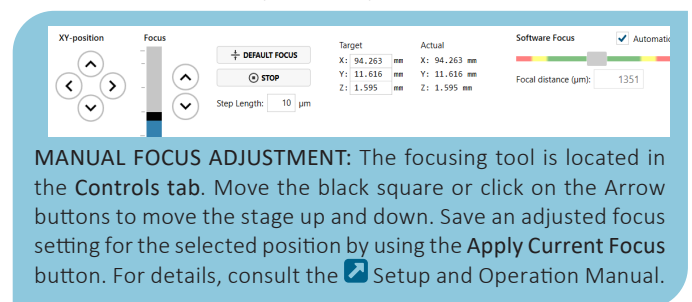 XY-position Focus Target Actual Software Focus Automatic
DEFAULT FOCUS
X: 94.263 mm X: 94.263 mm
STOP
Y: 11.616 mm Y: 11.616 mm
Focal distance (µm): 1351
Z: 1.595 mm Z: 1.595 mm
Step Length: 10 µm
MANUAL FOCUS ADJUSTMENT: The focusing tool is located in
the Controls tab. Move the black square or click on the Arrow
buttons to move the stage up and down. Save an adjusted focus
setting for the selected position by using the Apply Current Focus
button. For details, consult the Setup and Operation Manual.